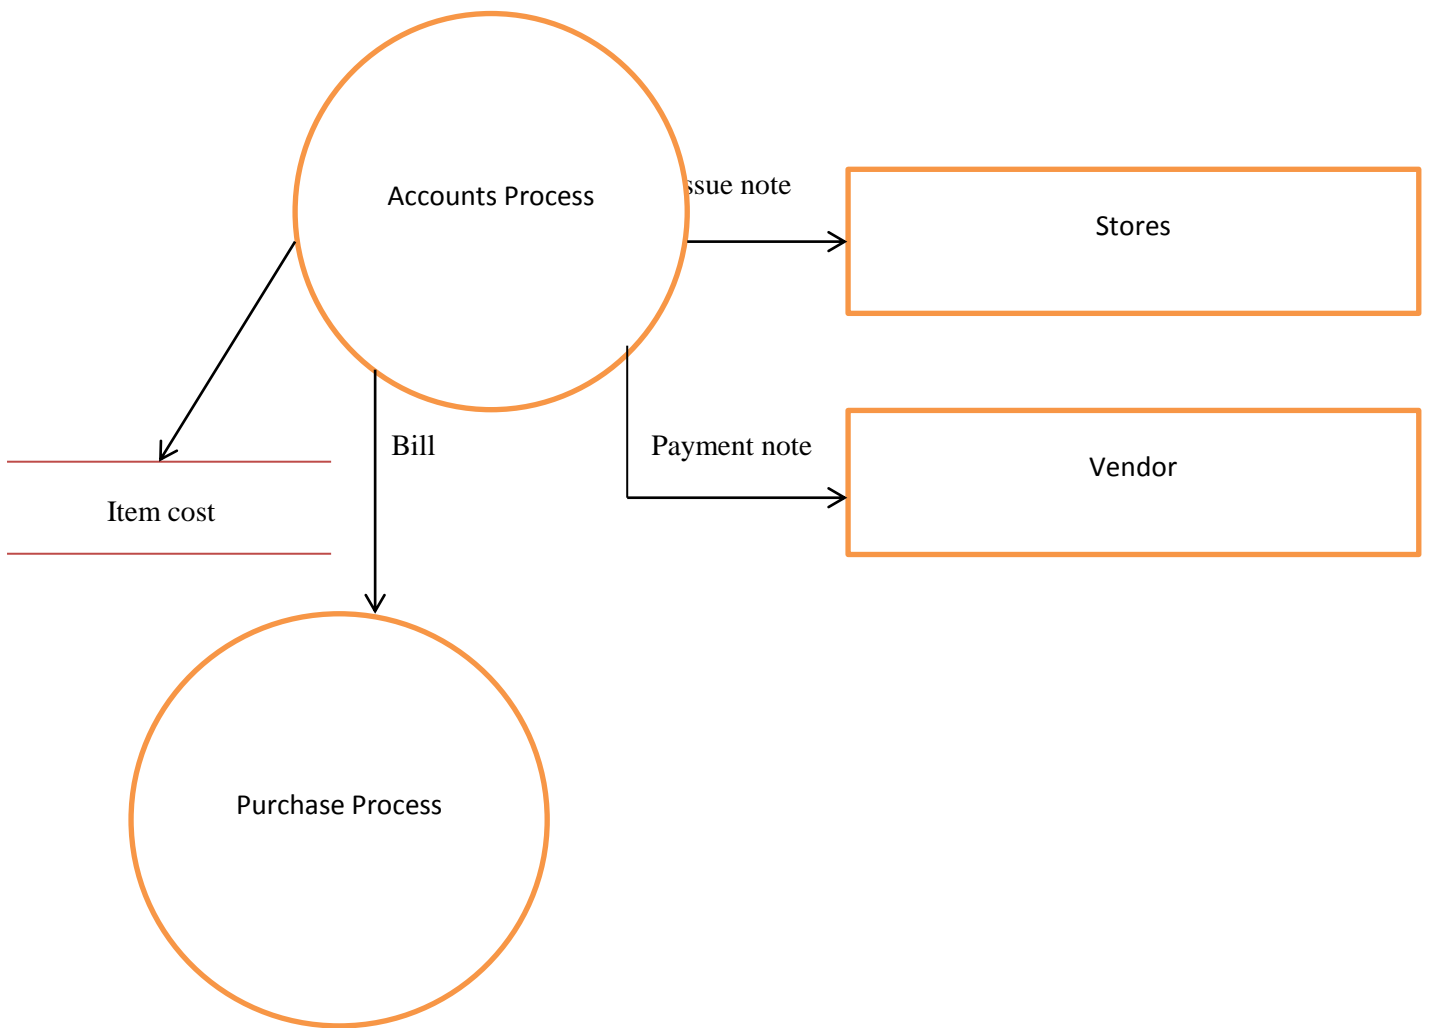 Accounts Process
ssue note
Stores
Bill
Payment note
Vendor
Item cost
Purchase Process